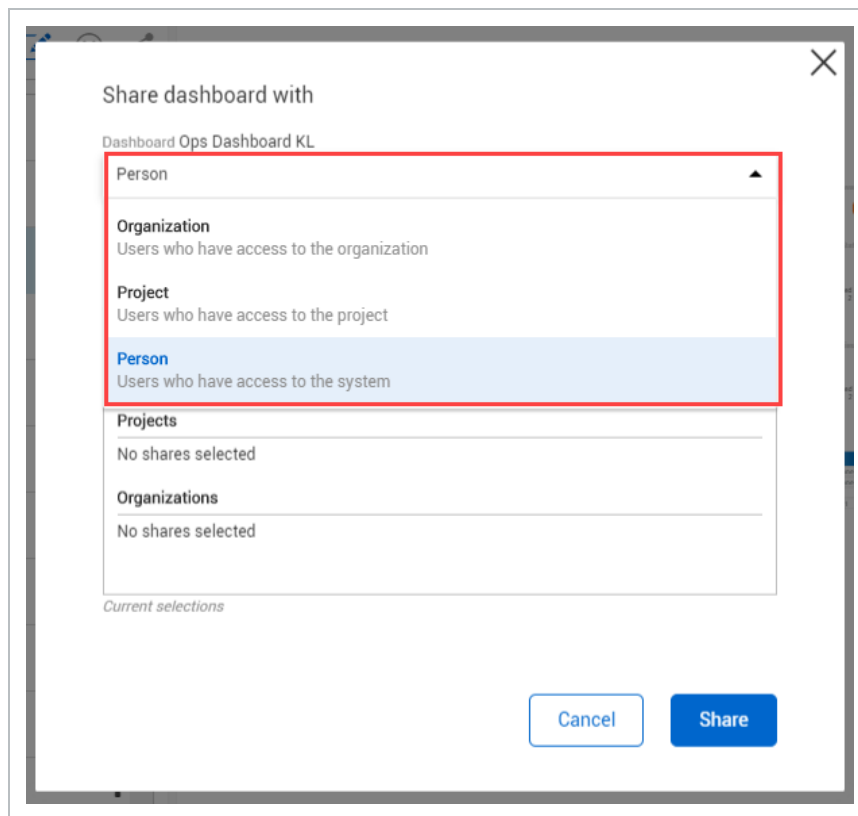 Share dashboard with
Dashboard Ops Dashboard KL
Person
Organization
Users who have access to the organization
Project
Users who have access to the project
Person
Users who have access to the system
Projects
No shares selected
Organizations
No shares selected
Current selections
Cancel
Share